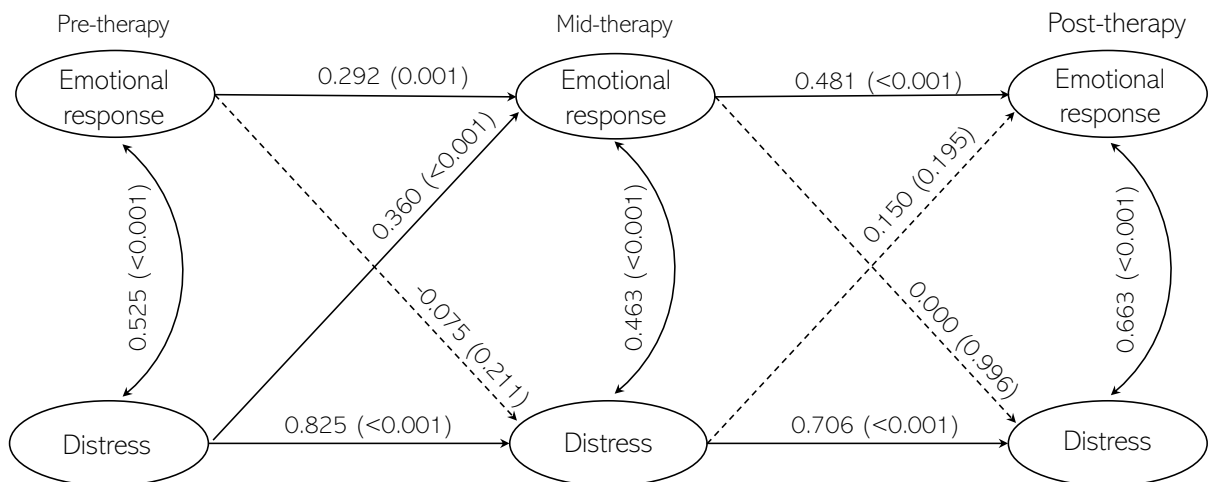 Pre-therapy
Mid-therapy
Post-therapy
Emotional
response
0.292 (0.001)
Emotional
response
0.481 (<0.001)
Emotional
response
0.525 (<0.001)
0.360 (<0.001)
-0.075 (0.211)
0.463 (<0.001)
0.150 (0.195)
0.000 (0.996)
0.663 (<0.001)
Distress
0.825 (<0.001)
Distress
0.706 (<0.001)
Distress